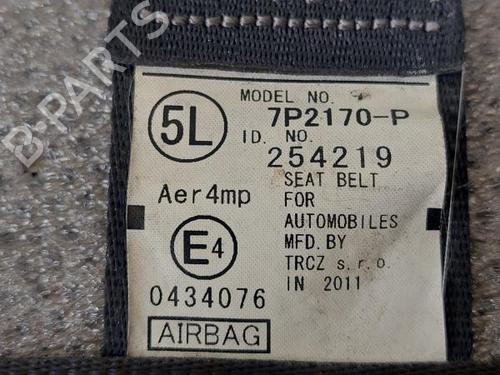 B-PARTS
MODEL NO.
5L
7P2170-P
ID. NO.
254219
SEAT BELT
Aer4mp
FOR
AUTOMOBILES
E4
MFD. BY
TRCZ s.r.o.
0434076
IN 2011
AIRBAG